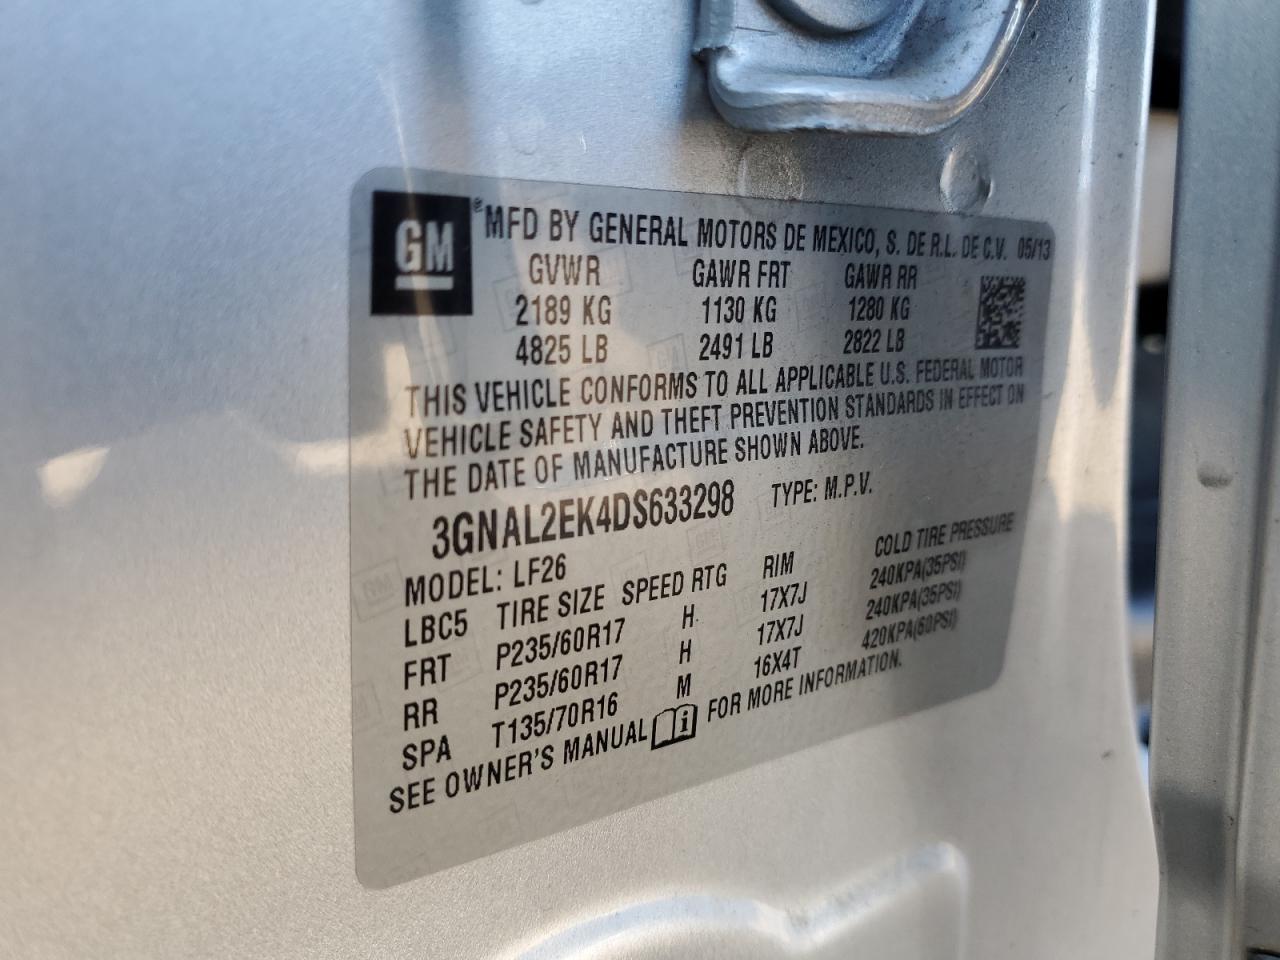 GM
® MFD BY GENERAL MOTORS DE MEXICO, S. DE R.L. DE C.V. 05/13
GVWR GAWR FRT GAWR RR
2189 KG 1130 KG 1280 KG
4825 LB 2491 LB 2822 LB
THIS VEHICLE CONFORMS TO ALL APPLICABLE U.S. FEDERAL MOTOR
VEHICLE SAFETY AND THEFT PREVENTION STANDARDS IN EFFECT ON
THE DATE OF MANUFACTURE SHOWN ABOVE.
3GNAL2EK4DS633298 TYPE: M.P.V.
MODEL: LF26
LBC5 TIRE SIZE SPEED RTG RIM COLD TIRE PRESSURE
FRT P235/60R17 H 17X7J 240KPA(35PSI)
RR P235/60R17 H 17X7J 240KPA(35PSI)
SPA T135/70R16 M 16X4T 420KPA(60PSI)
SEE OWNER'S MANUAL i FOR MORE INFORMATION.